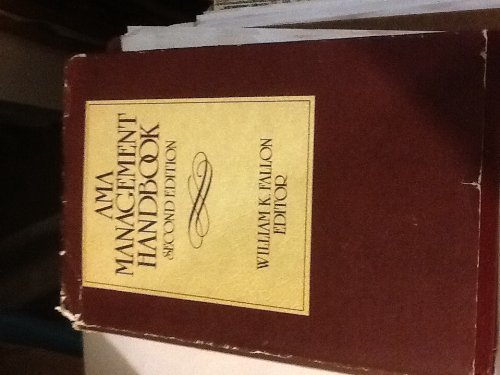 AMA
MANAGEMENT
HANDBOOK
SECOND EDITION
WILLIAM K. FALLON
EDITOR